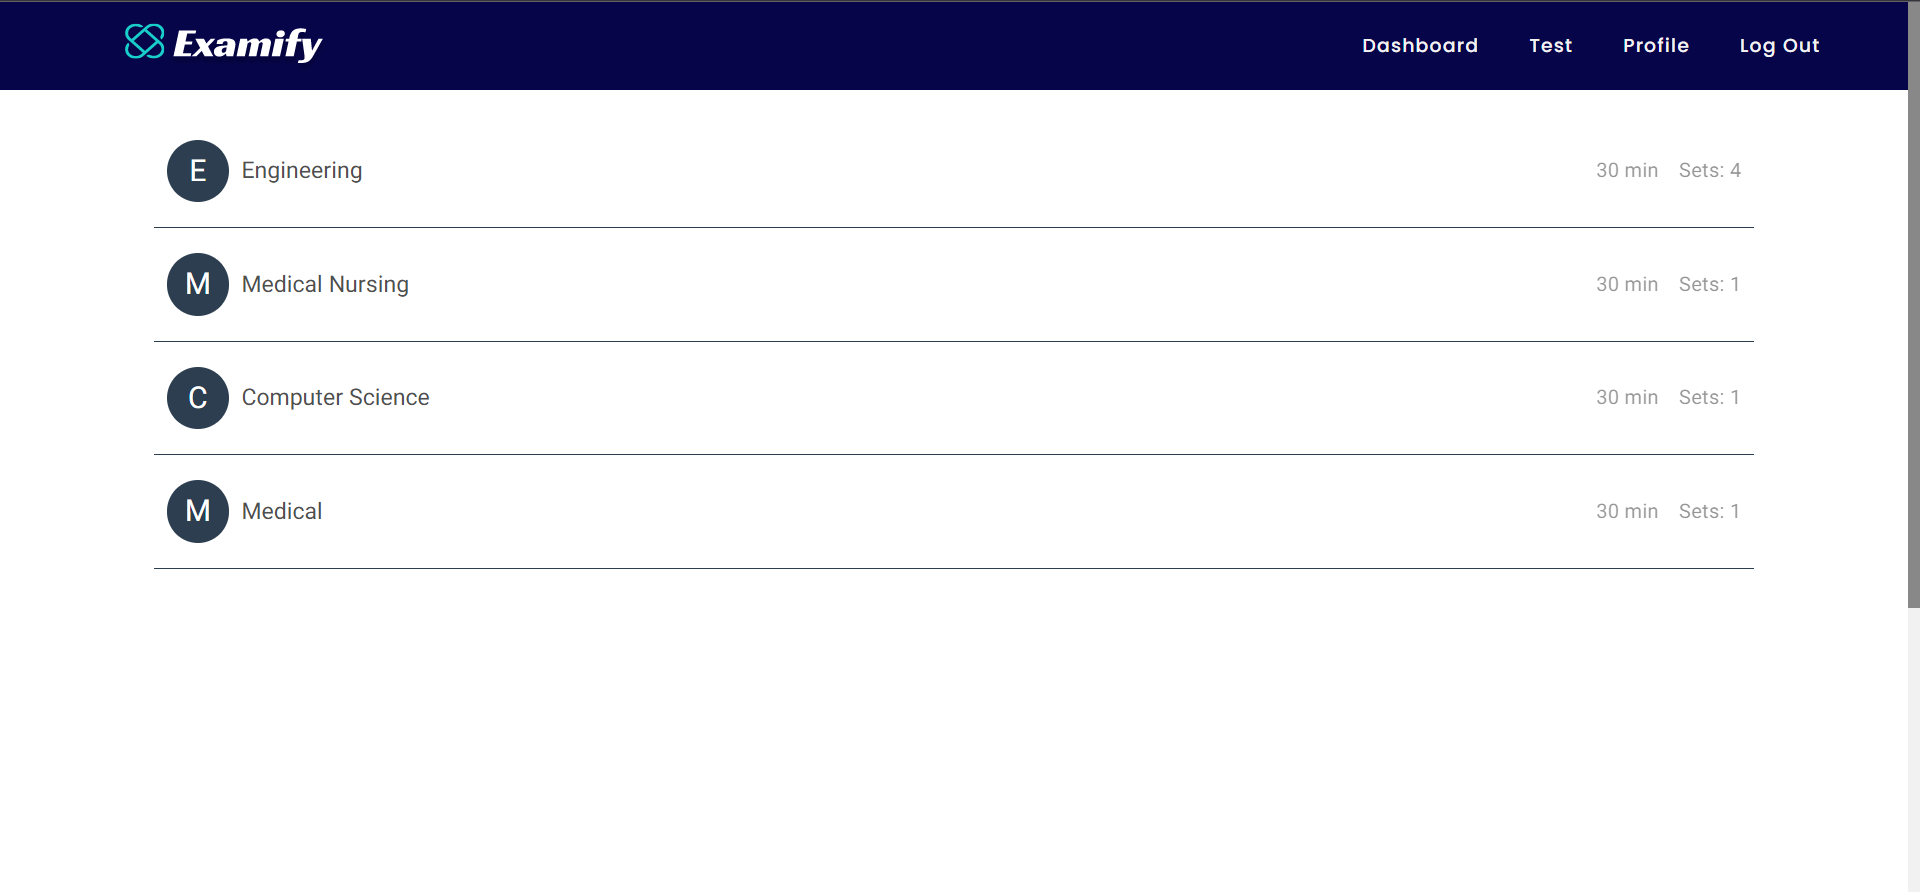 Examify Dashboard Test Profile Log Out
E Engineering 30 min Sets: 4
M Medical Nursing 30 min Sets: 1
C Computer Science 30 min Sets: 1
M Medical 30 min Sets: 1